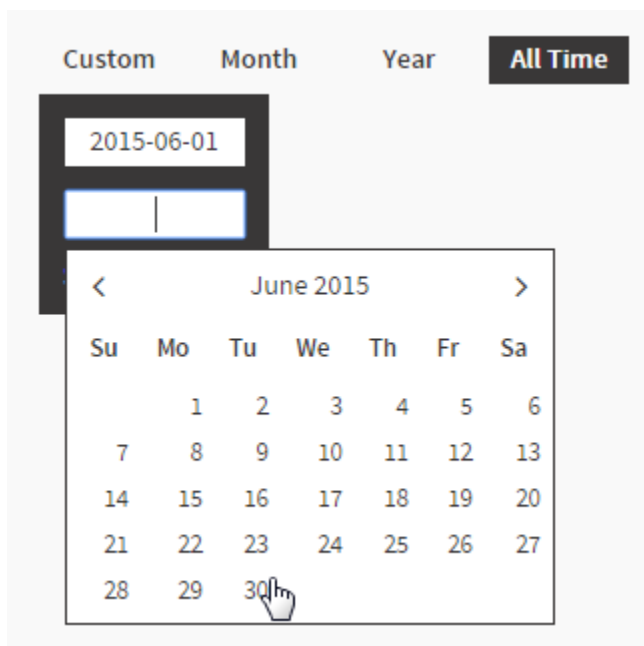 Custom Month Year All Time
2015-06-01
June 2015
Su Mo Tu We Th Fr Sa
1 2 3 4 5 6
7 8 9 10 11 12 13
14 15 16 17 18 19 20
21 22 23 24 25 26 27
28 29 30